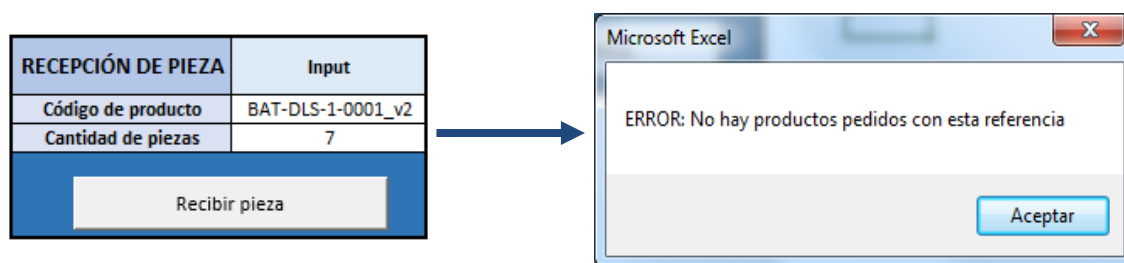 RECEPCIÓN DE PIEZA Input
Código de producto BAT-DLS-1-0001_v2
Cantidad de piezas 7
Recibir pieza
Microsoft Excel
ERROR: No hay productos pedidos con esta referencia
Aceptar